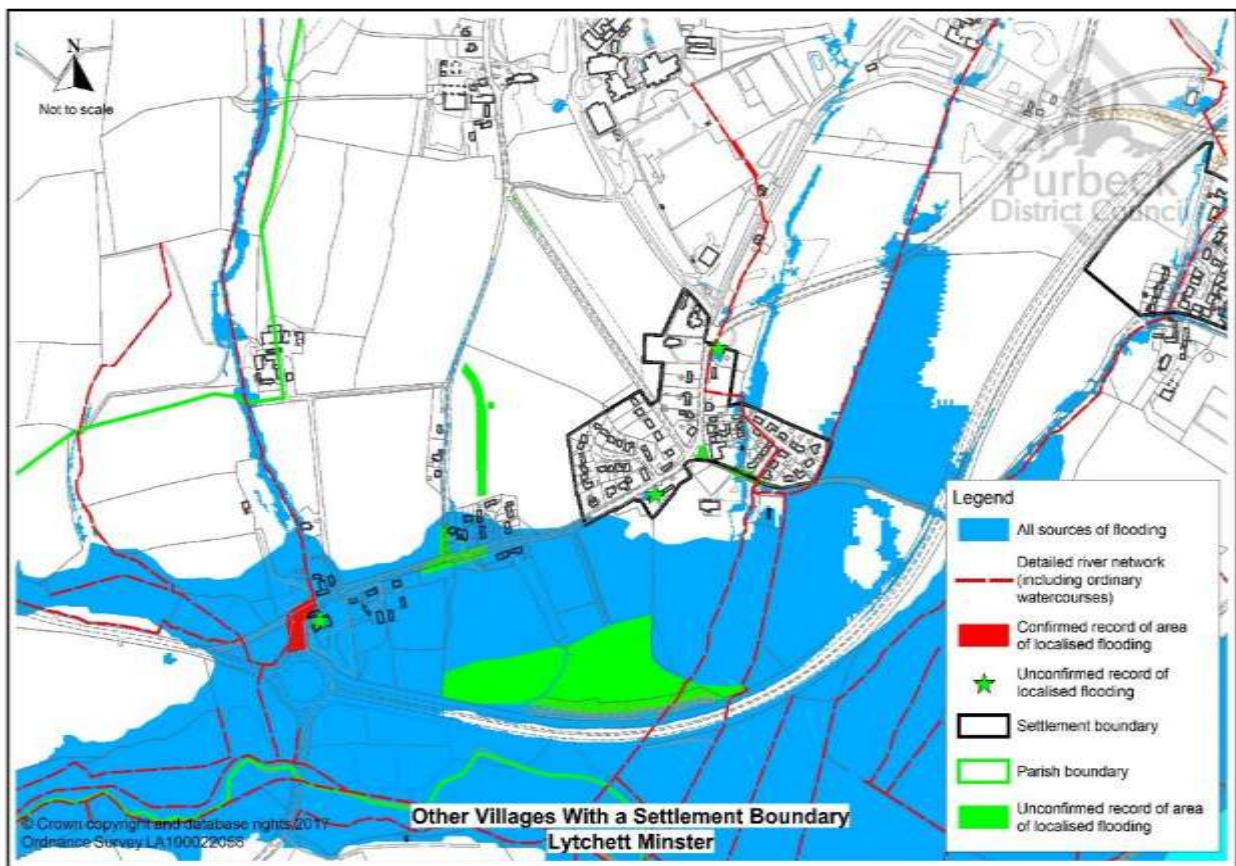 N
Not to scale
Purbeck
District Council
Legend
All sources of flooding
Detailed river network
(including ordinary
watercourses)
Confirmed record of area
of localised flooding
Unconfirmed record of
localised flooding
Settlement boundary
Parish boundary
Unconfirmed record of area
of localised flooding
© Crown copyright and database rights 2017
Ordnance Survey LA100022058
Other Villages With a Settlement Boundary
Lytchett Minster